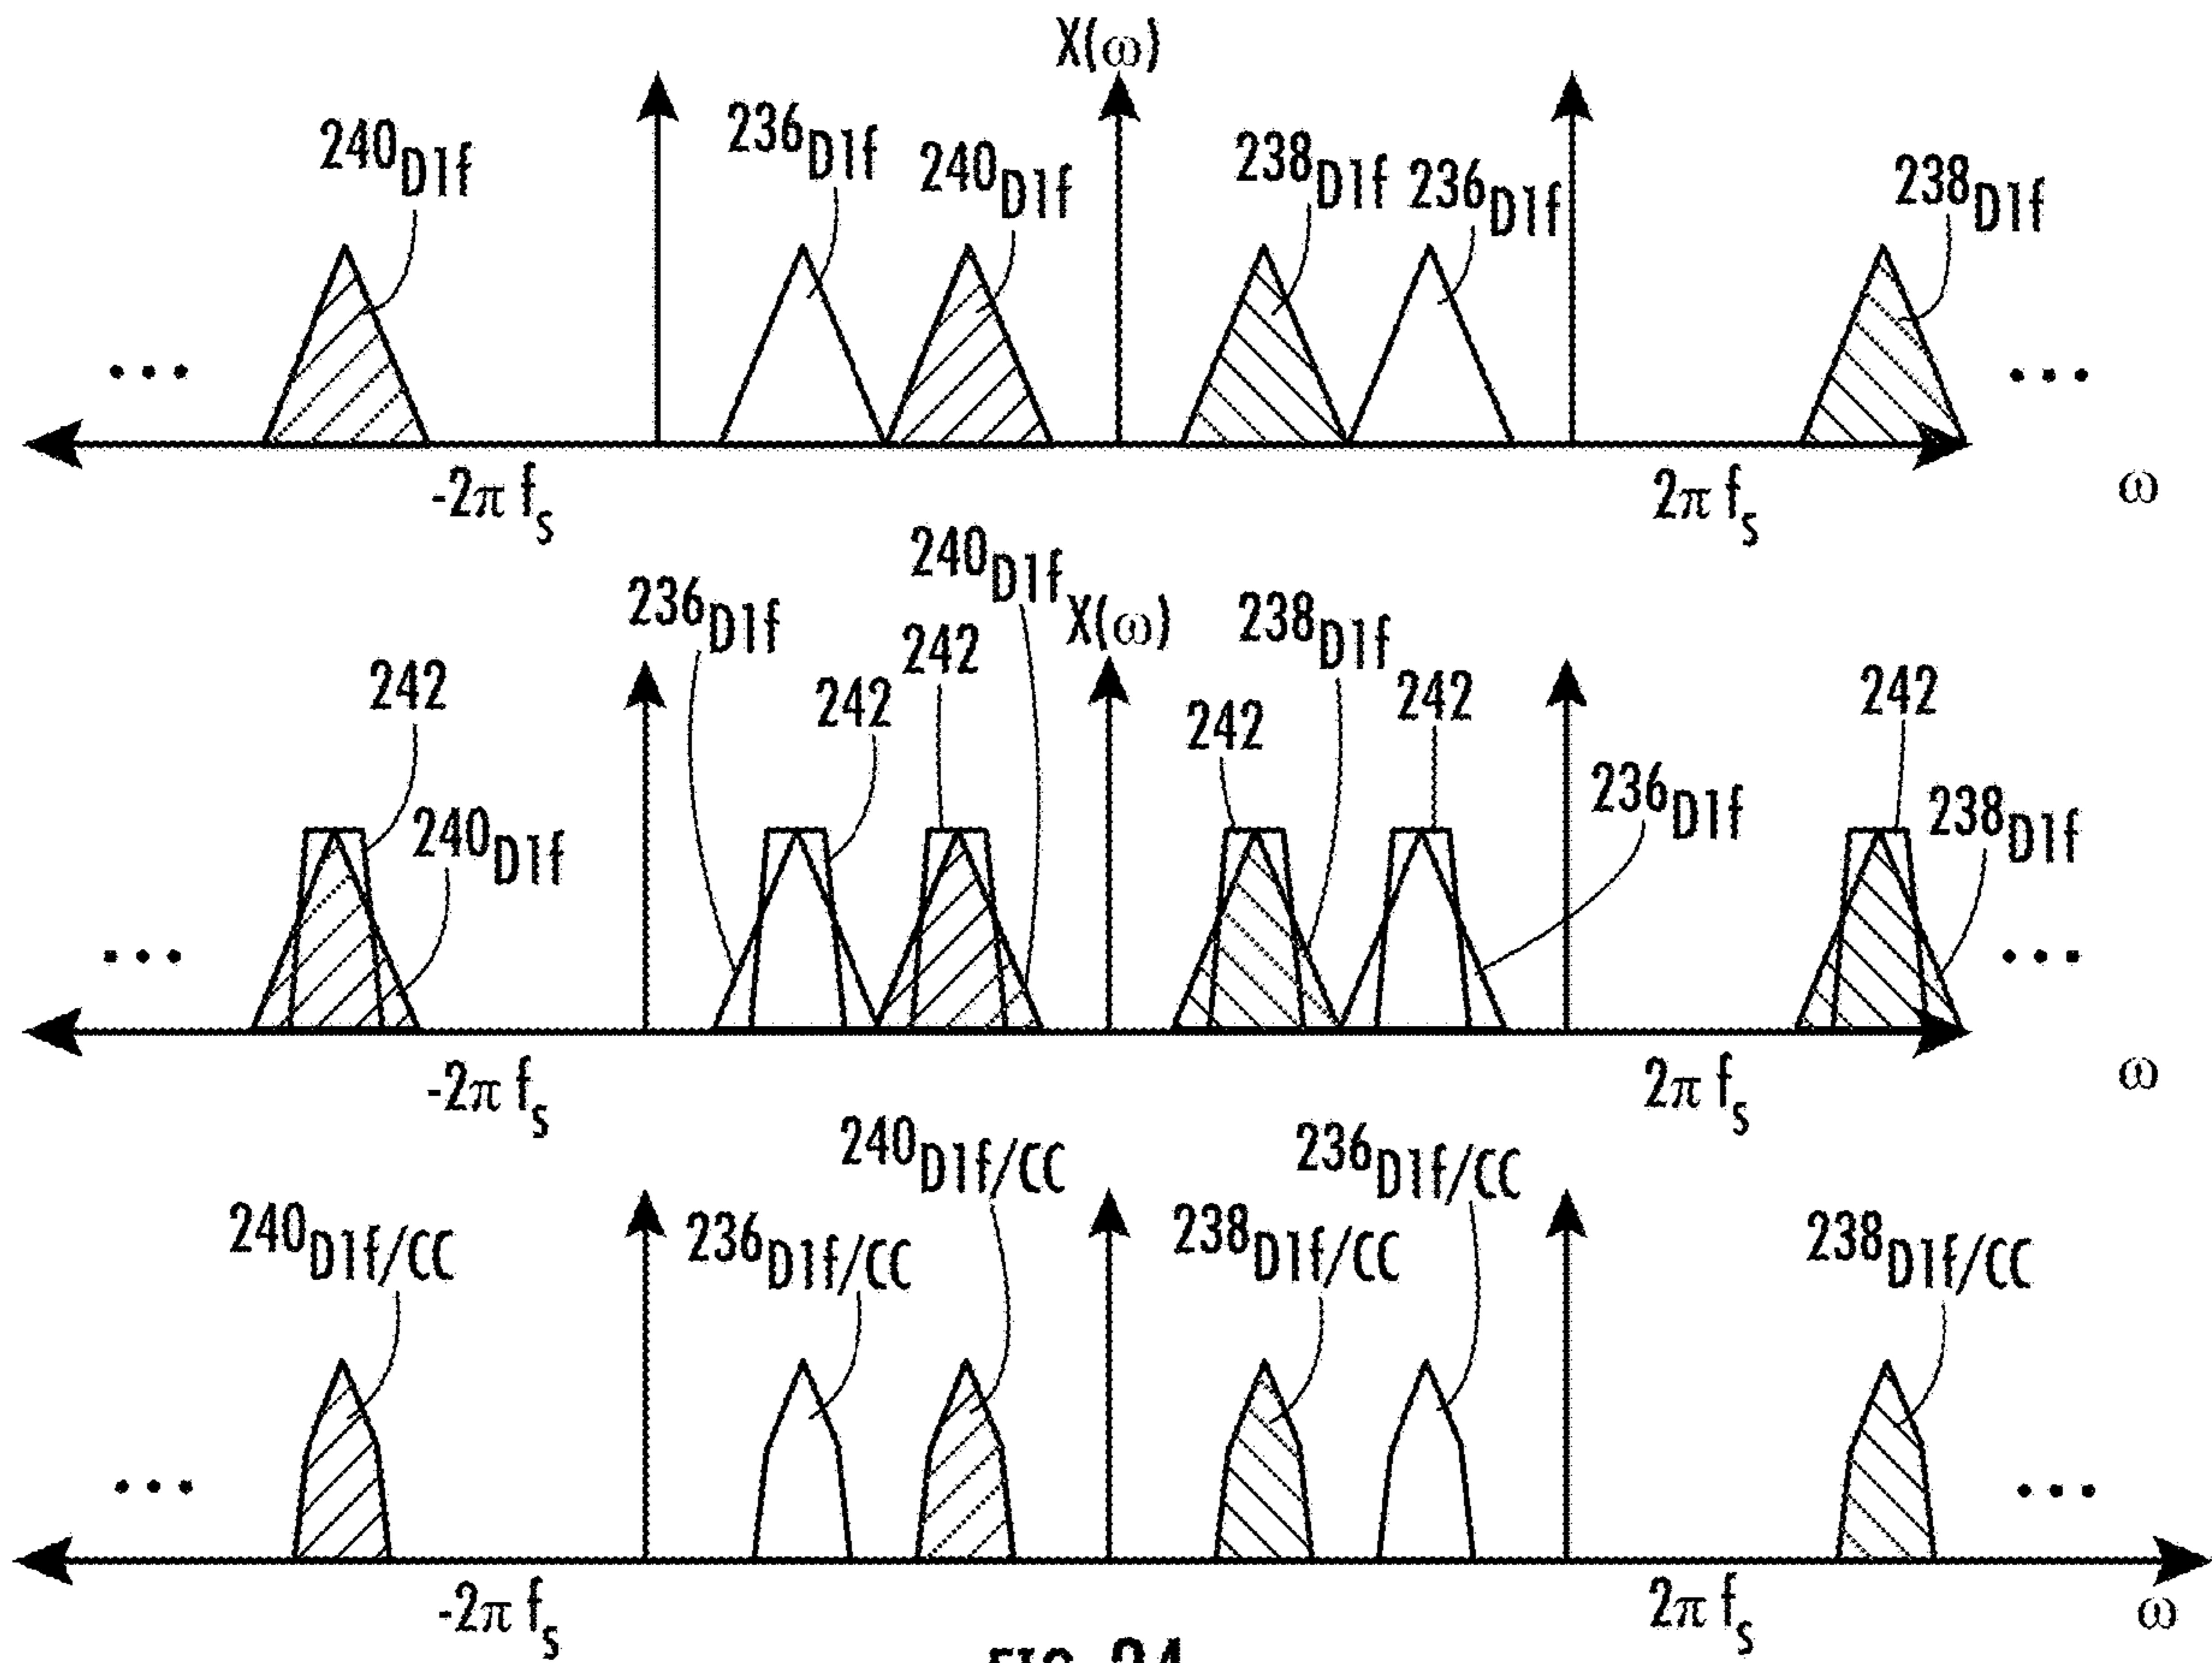 X(ω)
240D1f 236D1f 240D1f 238D1f 236D1f 238D1f
... ...
-2π fs 2π fs ω
236D1f 240D1f X(ω) 238D1f
242 242 242 242 242 242
240D1f 236D1f 238D1f
... ...
-2π fs 2π fs ω
240D1f/CC 236D1f/CC
240D1f/CC 236D1f/CC 238D1f/CC 238D1f/CC
... ...
-2π fs 2π fs ω